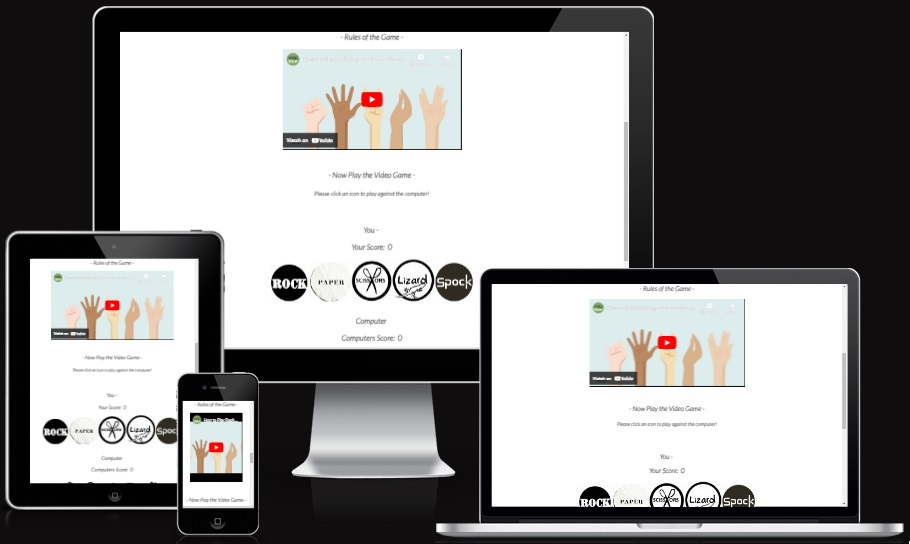 - Rules of the Game -
Watch on YouTube
- Now Play the Video Game -
Please click an icon to play against the computer!
You -
Your Score: 0
ROCK
PAPER
SCISSORS
Lizard
Spock
Computer
Computers Score: 0
- Rules of the Game -
Watch on YouTube
- Now Play the Video Game -
Please click an icon to play against the computer!
You -
Your Score: 0
ROCK
PAPER
SCISSORS
Lizard
Spock
Computer
Computers Score: 0
- Rules of the Game -
- Now Play the Video Game -
- Rules of the Game -
Watch on YouTube
- Now Play the Video Game -
Please click an icon to play against the computer!
You -
Your Score: 0
ROCK
PAPER
SCISSORS
Lizard
Spock